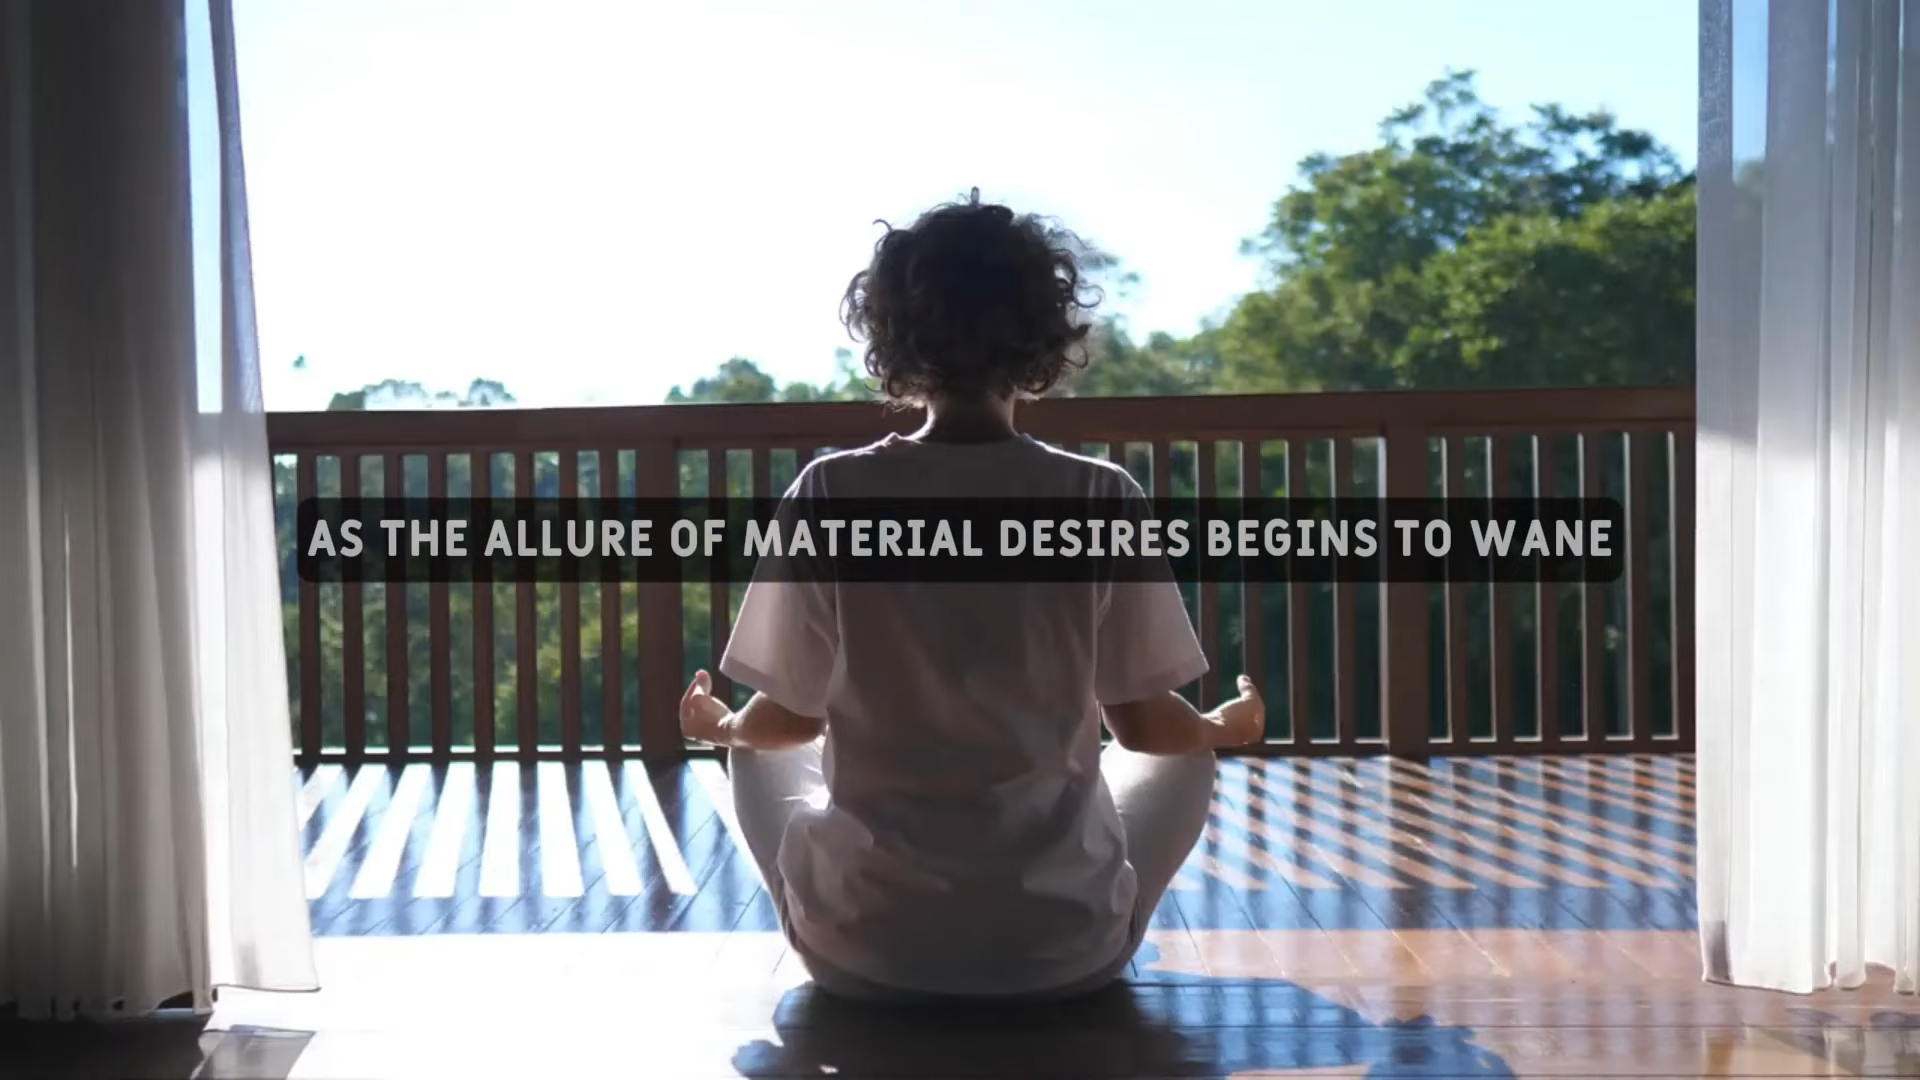 AS THE ALLURE OF MATERIAL DESIRES BEGINS TO WANE